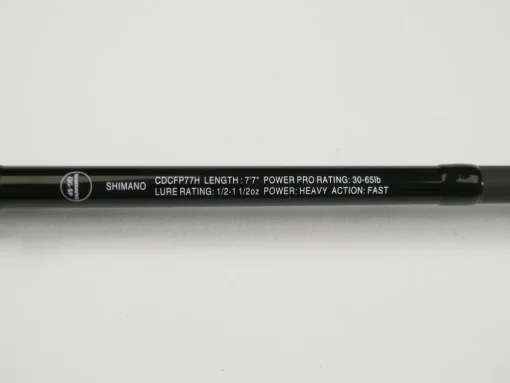 SHIMANO
CDCFP77H LENGTH : 7'7" POWER PRO RATING: 30-65lb
LURE RATING: 1/2-1 1/2oz POWER: HEAVY ACTION: FAST